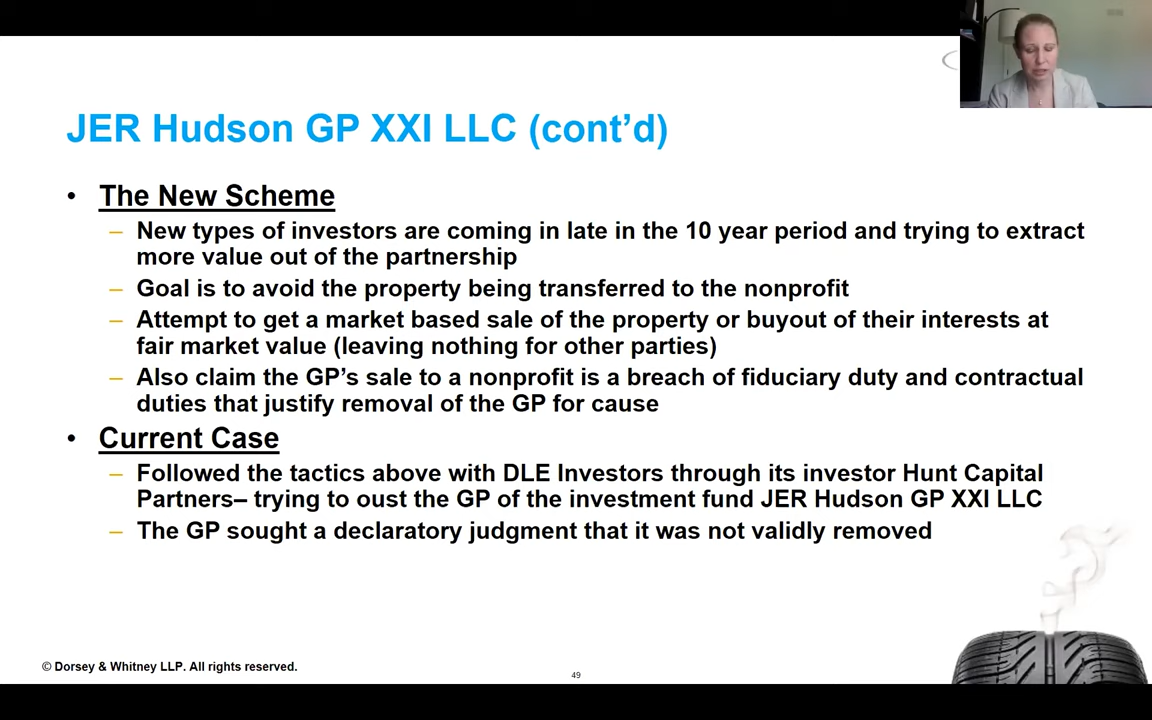 JER Hudson GP XXI LLC (cont’d)
• The New Scheme
– New types of investors are coming in late in the 10 year period and trying to extract
more value out of the partnership
– Goal is to avoid the property being transferred to the nonprofit
– Attempt to get a market based sale of the property or buyout of their interests at
fair market value (leaving nothing for other parties)
– Also claim the GP’s sale to a nonprofit is a breach of fiduciary duty and contractual
duties that justify removal of the GP for cause
• Current Case
– Followed the tactics above with DLE Investors through its investor Hunt Capital
Partners– trying to oust the GP of the investment fund JER Hudson GP XXI LLC
– The GP sought a declaratory judgment that it was not validly removed
© Dorsey & Whitney LLP. All rights reserved.
49